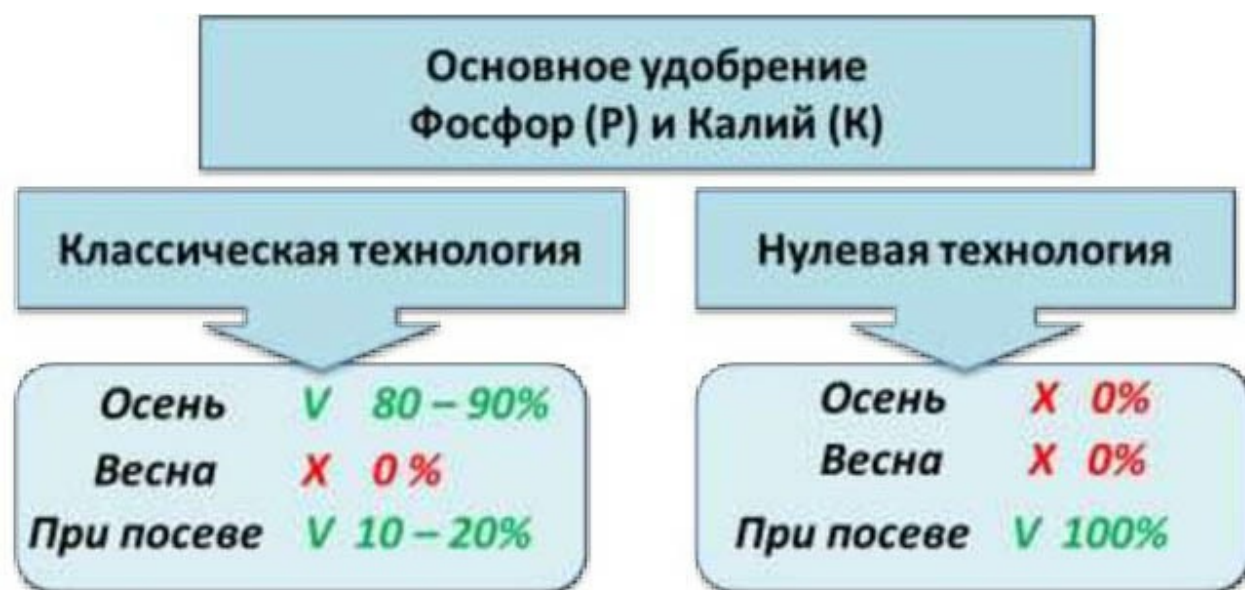 Основное удобрение
Фосфор (Р) и Калий (К)
Классическая технология
Осень V 80 – 90%
Весна X 0 %
При посеве V 10 – 20%
Нулевая технология
Осень X 0%
Весна X 0%
При посеве V 100%